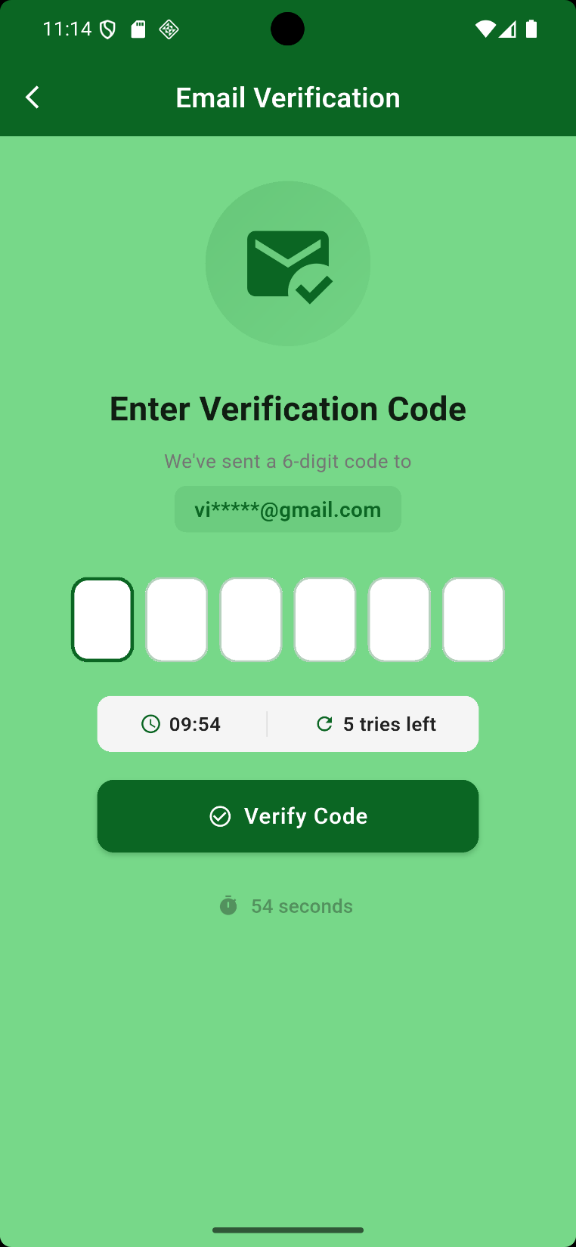 11:14
Email Verification
Enter Verification Code
We've sent a 6-digit code to
vi*****@gmail.com
09:54
5 tries left
Verify Code
54 seconds